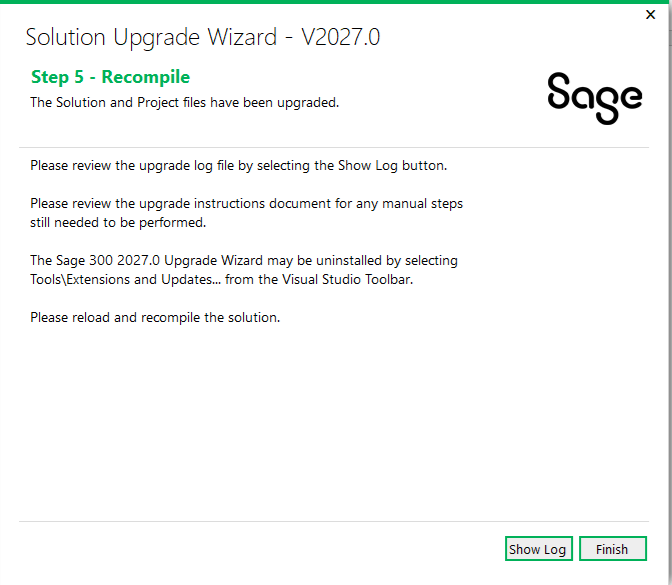 Solution Upgrade Wizard - V2027.0
Step 5 - Recompile
The Solution and Project files have been upgraded.
Sage
Please review the upgrade log file by selecting the Show Log button.
Please review the upgrade instructions document for any manual steps
still needed to be performed.
The Sage 300 2027.0 Upgrade Wizard may be uninstalled by selecting
Tools\Extensions and Updates... from the Visual Studio Toolbar.
Please reload and recompile the solution.
Show Log
Finish